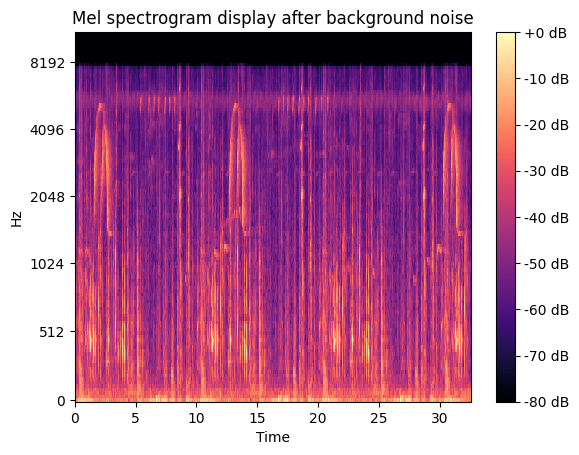 Mel spectrogram display after background noise
8192
4096
2048
1024
512
0
Hz
0 5 10 15 20 25 30
Time
+0 dB
-10 dB
-20 dB
-30 dB
-40 dB
-50 dB
-60 dB
-70 dB
-80 dB